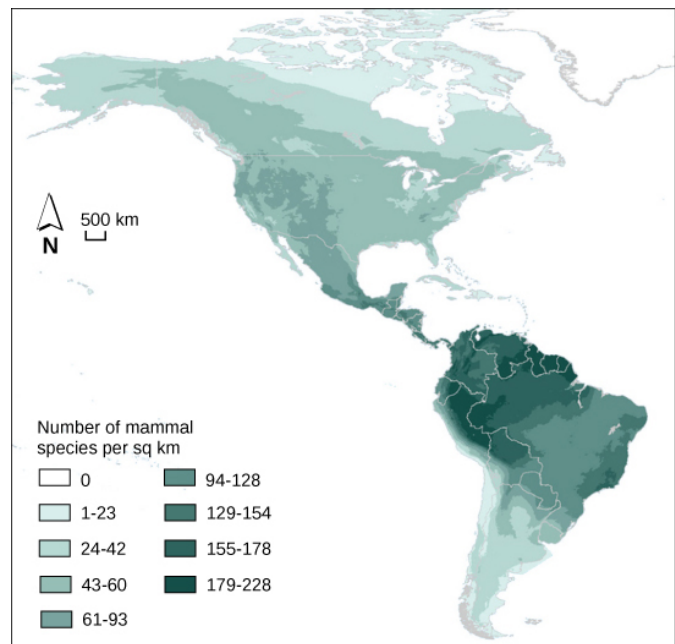 500 km
N
Number of mammal
species per sq km
0
1-23
24-42
43-60
61-93
94-128
129-154
155-178
179-228